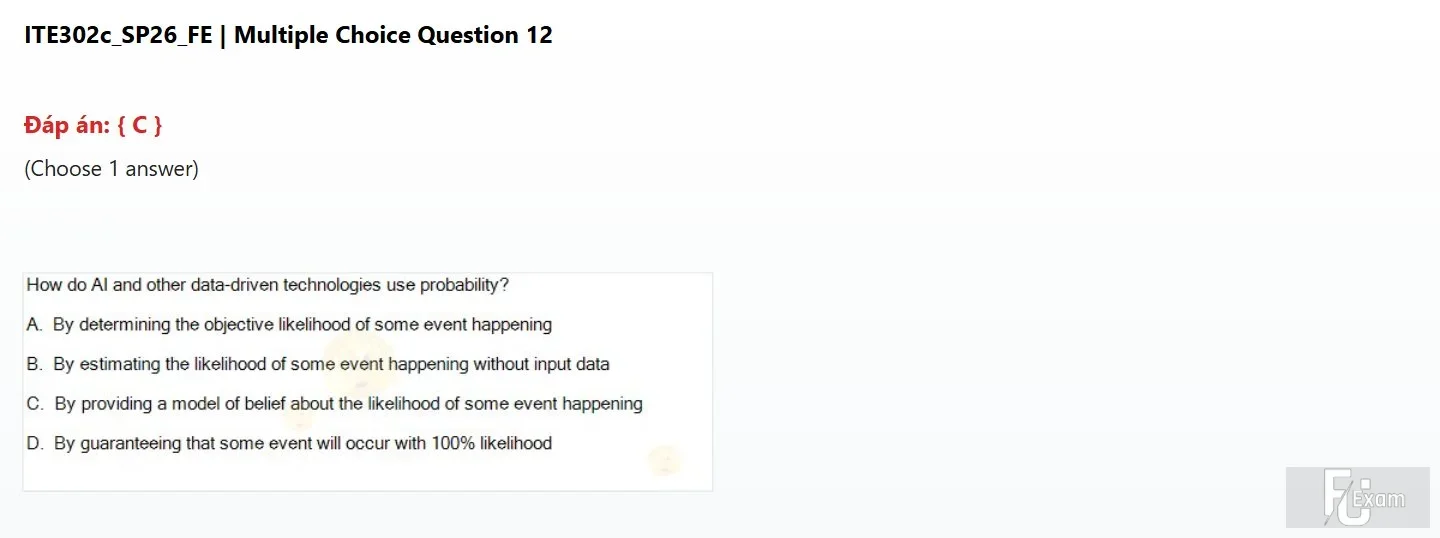 ITE302c_SP26_FE | Multiple Choice Question 12
Đáp án: { C }
(Choose 1 answer)
How do AI and other data-driven technologies use probability?
A. By determining the objective likelihood of some event happening
B. By estimating the likelihood of some event happening without input data
C. By providing a model of belief about the likelihood of some event happening
D. By guaranteeing that some event will occur with 100% likelihood
Exam